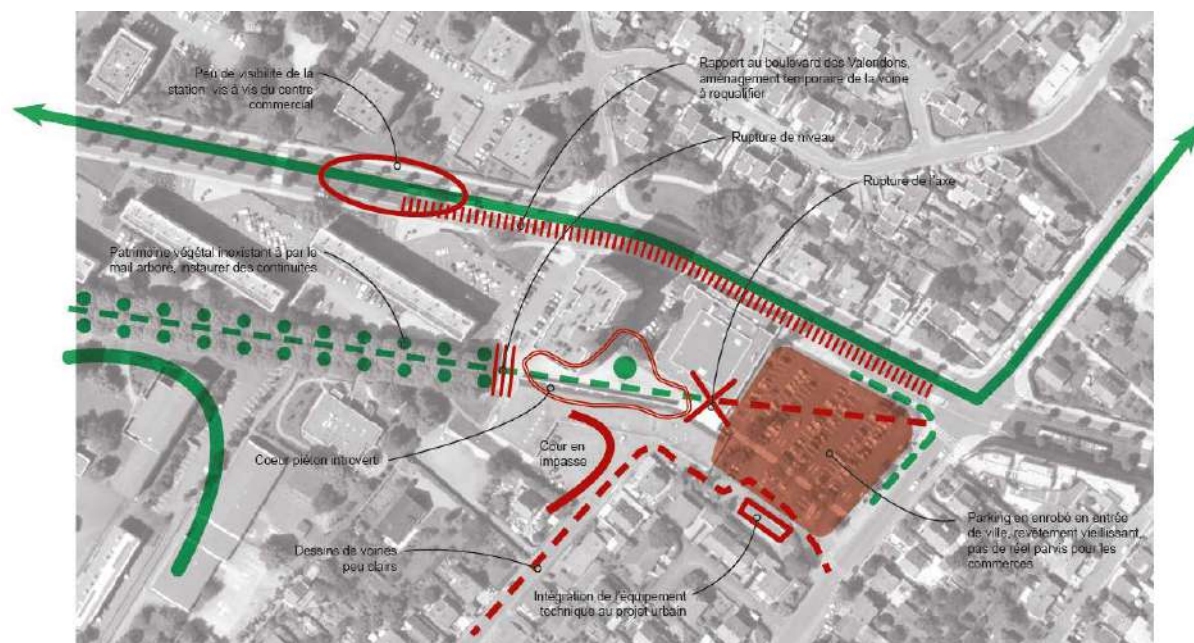 Peu de visibilité de la
station vis à vis du centre
commercial
Rapport au boulevard des Valendons,
aménagement temporaire de la voirie
à requalifier
Rupture de niveau
Rupture de l'axe
Patrimoine végétal inexistant à par le
mail arboré, instaurer des continuités
Coeur piéton introverti
Cour en
impasse
Dessins de voiries
peu clairs
Intégration de l'équipement
technique au projet urbain
Parking en enrobé en entrée
de ville, revêtement vieillissant,
pas de réel parvis pour les
commerces